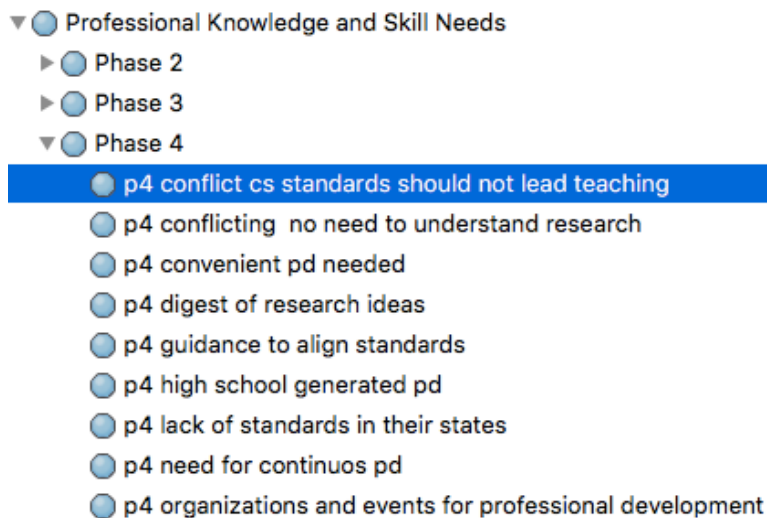 Professional Knowledge and Skill Needs
Phase 2
Phase 3
Phase 4
p4 conflict cs standards should not lead teaching
p4 conflicting  no need to understand research
p4 convenient pd needed
p4 digest of research ideas
p4 guidance to align standards
p4 high school generated pd
p4 lack of standards in their states
p4 need for continuos pd
p4 organizations and events for professional development